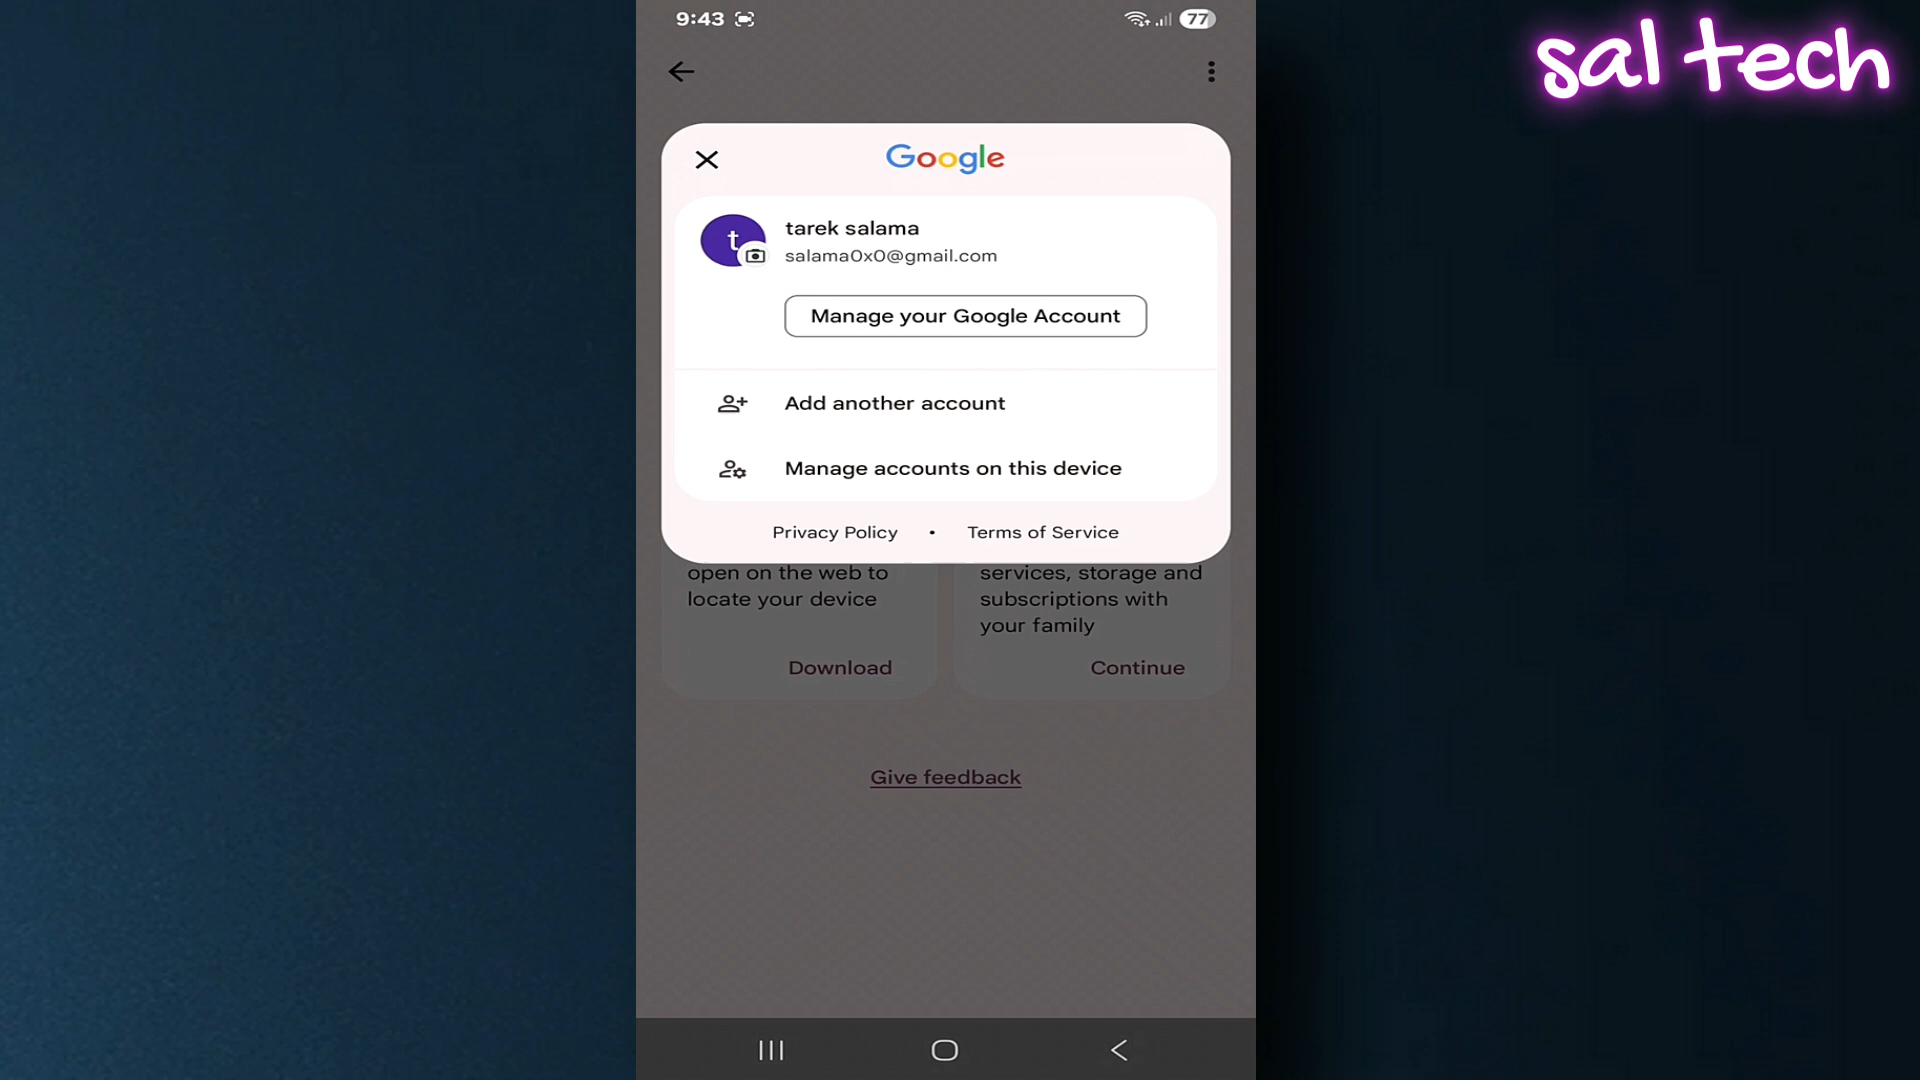 9:43
77
sal tech
Google
t
tarek salama
salama0x0@gmail.com
Manage your Google Account
Add another account
Manage accounts on this device
Privacy Policy • Terms of Service
open on the web to
locate your device
Download
services, storage and
subscriptions with
your family
Continue
Give feedback